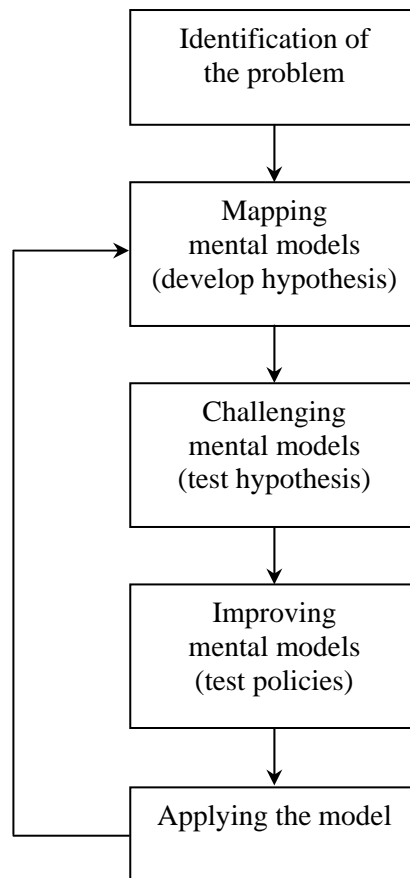 Identification of
the problem
Mapping
mental models
(develop hypothesis)
Challenging
mental models
(test hypothesis)
Improving
mental models
(test policies)
Applying the model